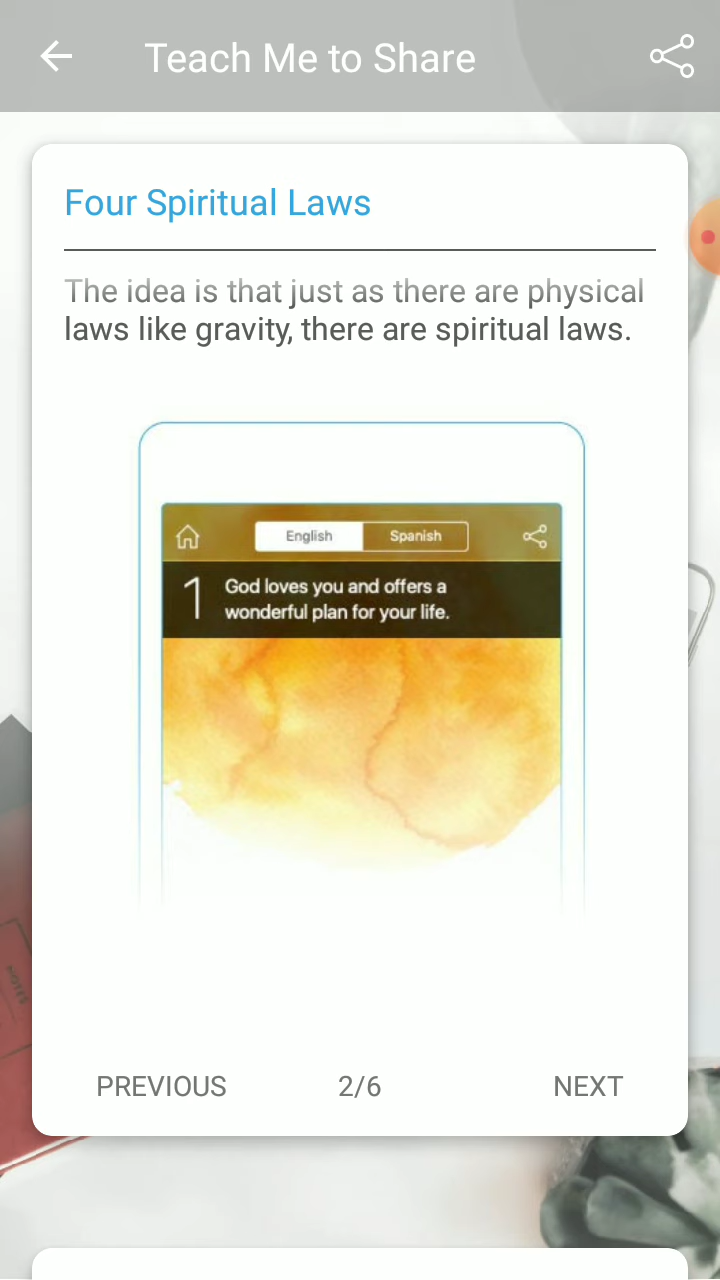 Teach Me to Share
Four Spiritual Laws
The idea is that just as there are physical
laws like gravity, there are spiritual laws.
English Spanish
1 God loves you and offers a
wonderful plan for your life.
NOTES
PREVIOUS 2/6 NEXT